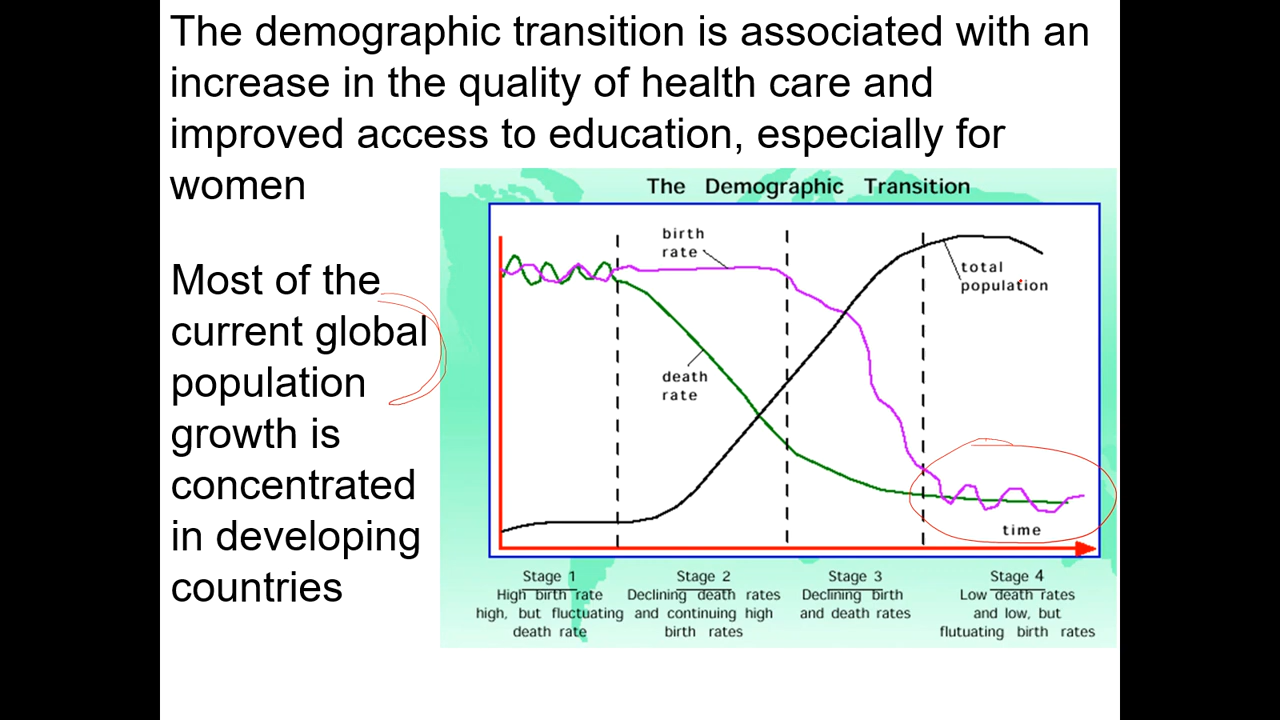 The demographic transition is associated with an
increase in the quality of health care and
improved access to education, especially for
women
Most of the
current global
population
growth is
concentrated
in developing
countries
The Demographic Transition
birth
rate
total
population
death
rate
time
Stage 1
High birth rate
high, but fluctuating
death rate
Stage 2
Declining death rates
and continuing high
birth rates
Stage 3
Declining birth
and death rates
Stage 4
Low death rates
and low, but
flutuating birth rates